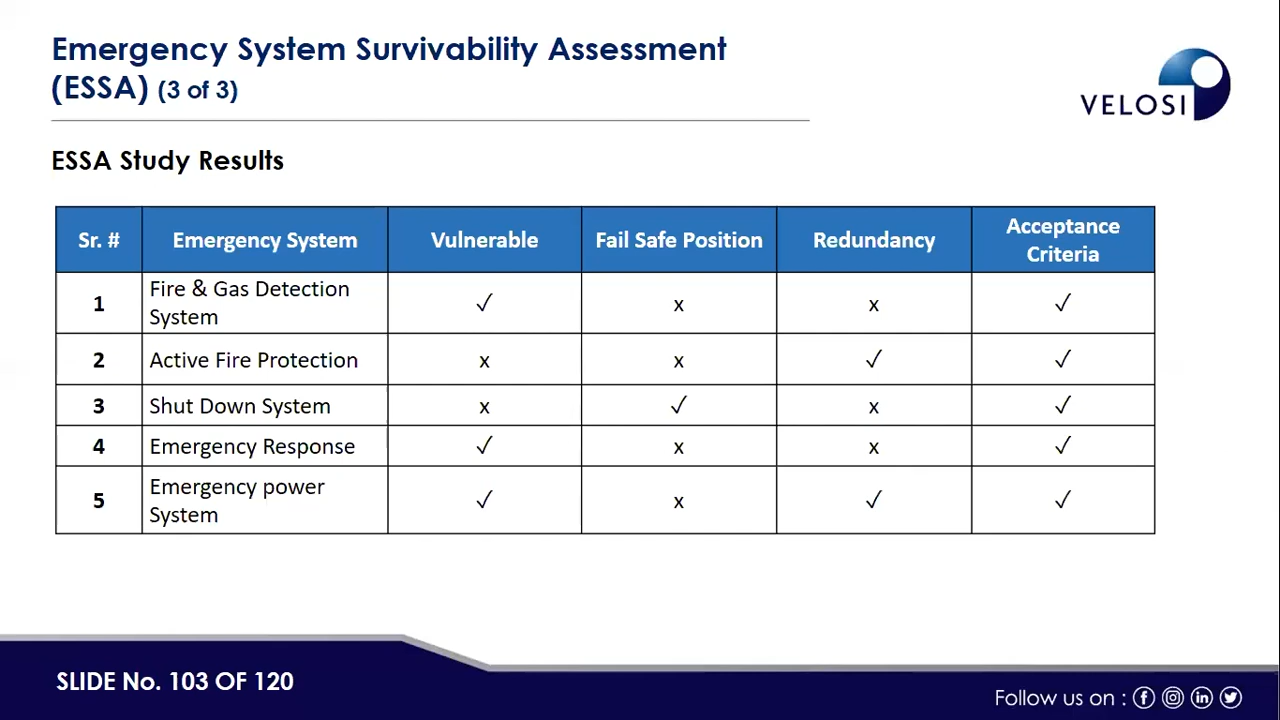 Emergency System Survivability Assessment
(ESSA) (3 of 3)
VELOSI
ESSA Study Results
Sr. # Emergency System Vulnerable Fail Safe Position Redundancy Acceptance Criteria
1 Fire & Gas Detection System ✓ x x ✓
2 Active Fire Protection x x ✓ ✓
3 Shut Down System x ✓ x ✓
4 Emergency Response ✓ x x ✓
5 Emergency power System ✓ x ✓ ✓
SLIDE No. 103 OF 120
Follow us on :